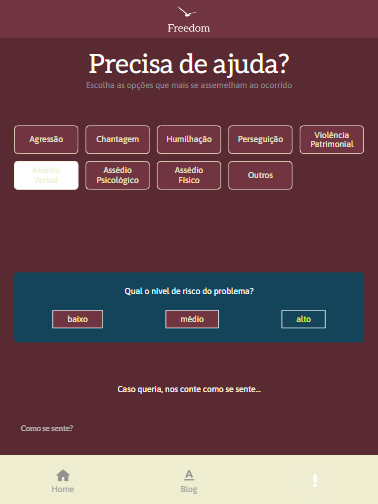 Freedom
Precisa de ajuda?
Escolha as opções que mais se assemelham ao ocorrido
Agressão
Chantagem
Humilhação
Perseguição
Violência
Patrimonial
Assédio
Verbal
Assédio
Psicológico
Assédio
Físico
Outros
Qual o nível de risco do problema?
baixo
médio
alto
Caso queria, nos conte como se sente...
Como se sente?
Home
Blog